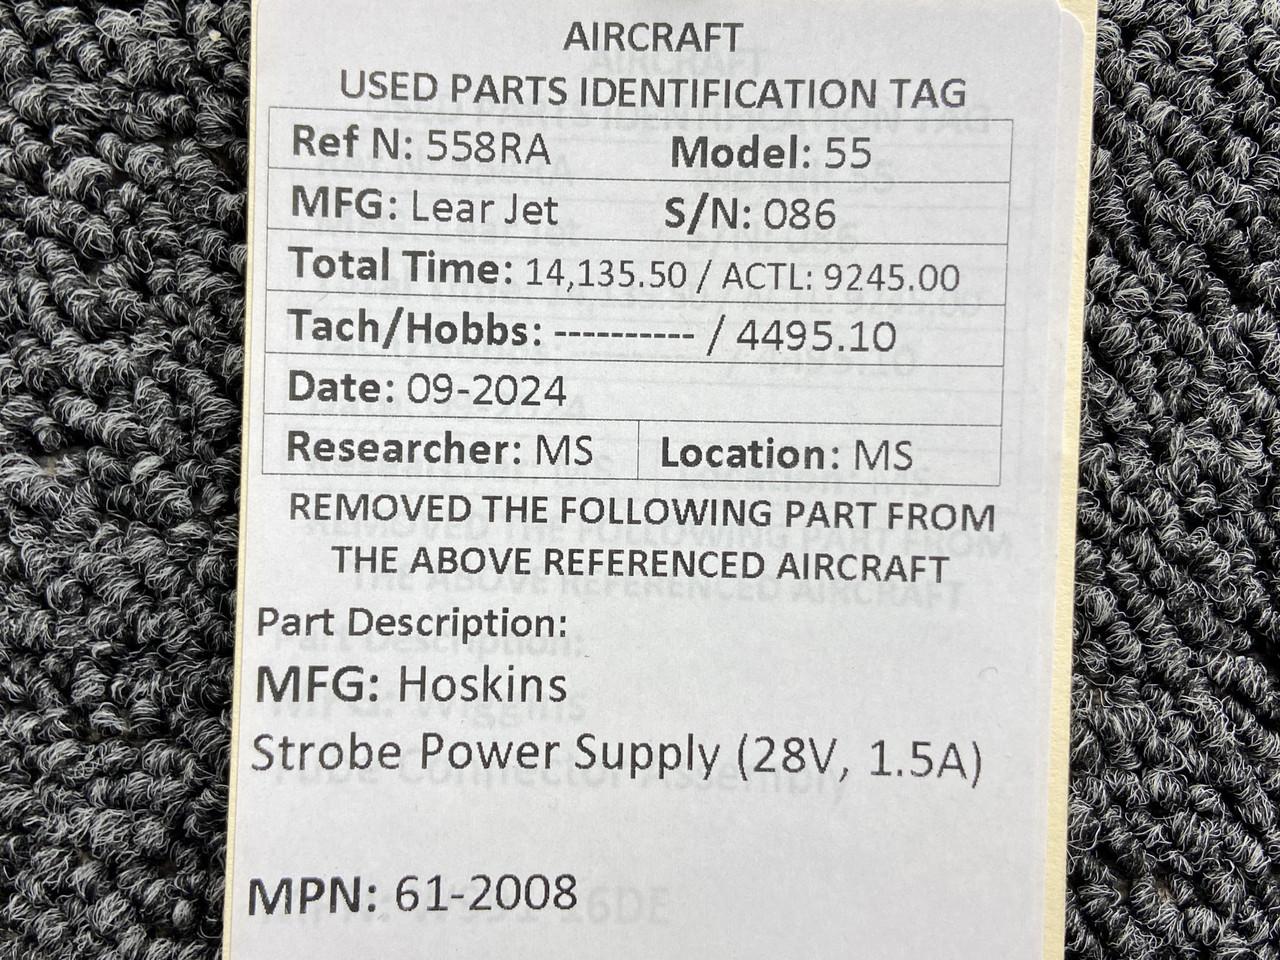 AIRCRAFT
USED PARTS IDENTIFICATION TAG
Ref N: 558RA Model: 55
MFG: Lear Jet S/N: 086
Total Time: 14,135.50 / ACTL: 9245.00
Tach/Hobbs: ---------- / 4495.10
Date: 09-2024
Researcher: MS Location: MS
REMOVED THE FOLLOWING PART FROM
THE ABOVE REFERENCED AIRCRAFT
Part Description:
MFG: Hoskins
Strobe Power Supply (28V, 1.5A)
MPN: 61-2008